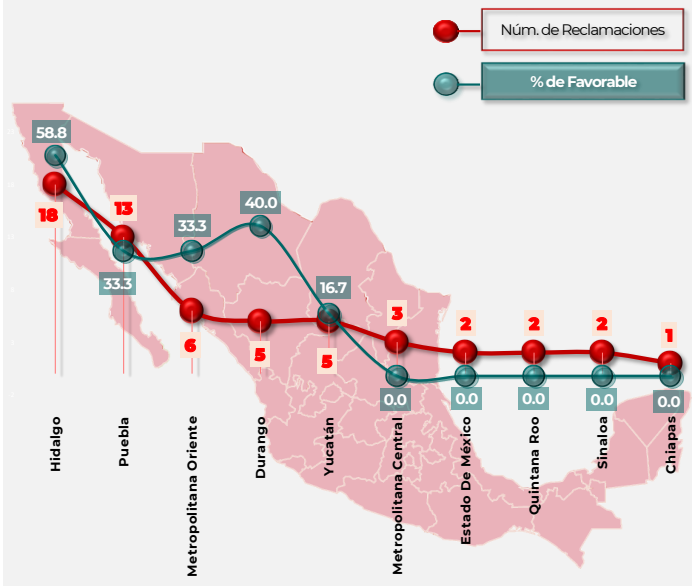 Núm. de Reclamaciones
% de Favorable
58.8
18
13
33.3
33.3
6
40.0
5
16.7
5
3
0.0
2
0.0
2
0.0
2
0.0
1
0.0
Hidalgo
Puebla
Metropolitana Oriente
Durango
Yucatán
Metropolitana Central
Estado De México
Quintana Roo
Sinaloa
Chiapas